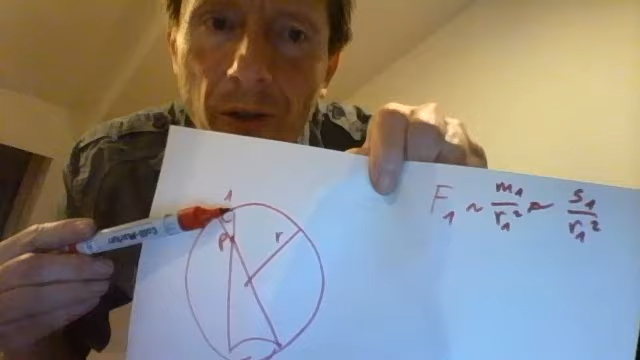 1
r
P
F₁ ~ m₁/r₁² ~ s₁/r₁²